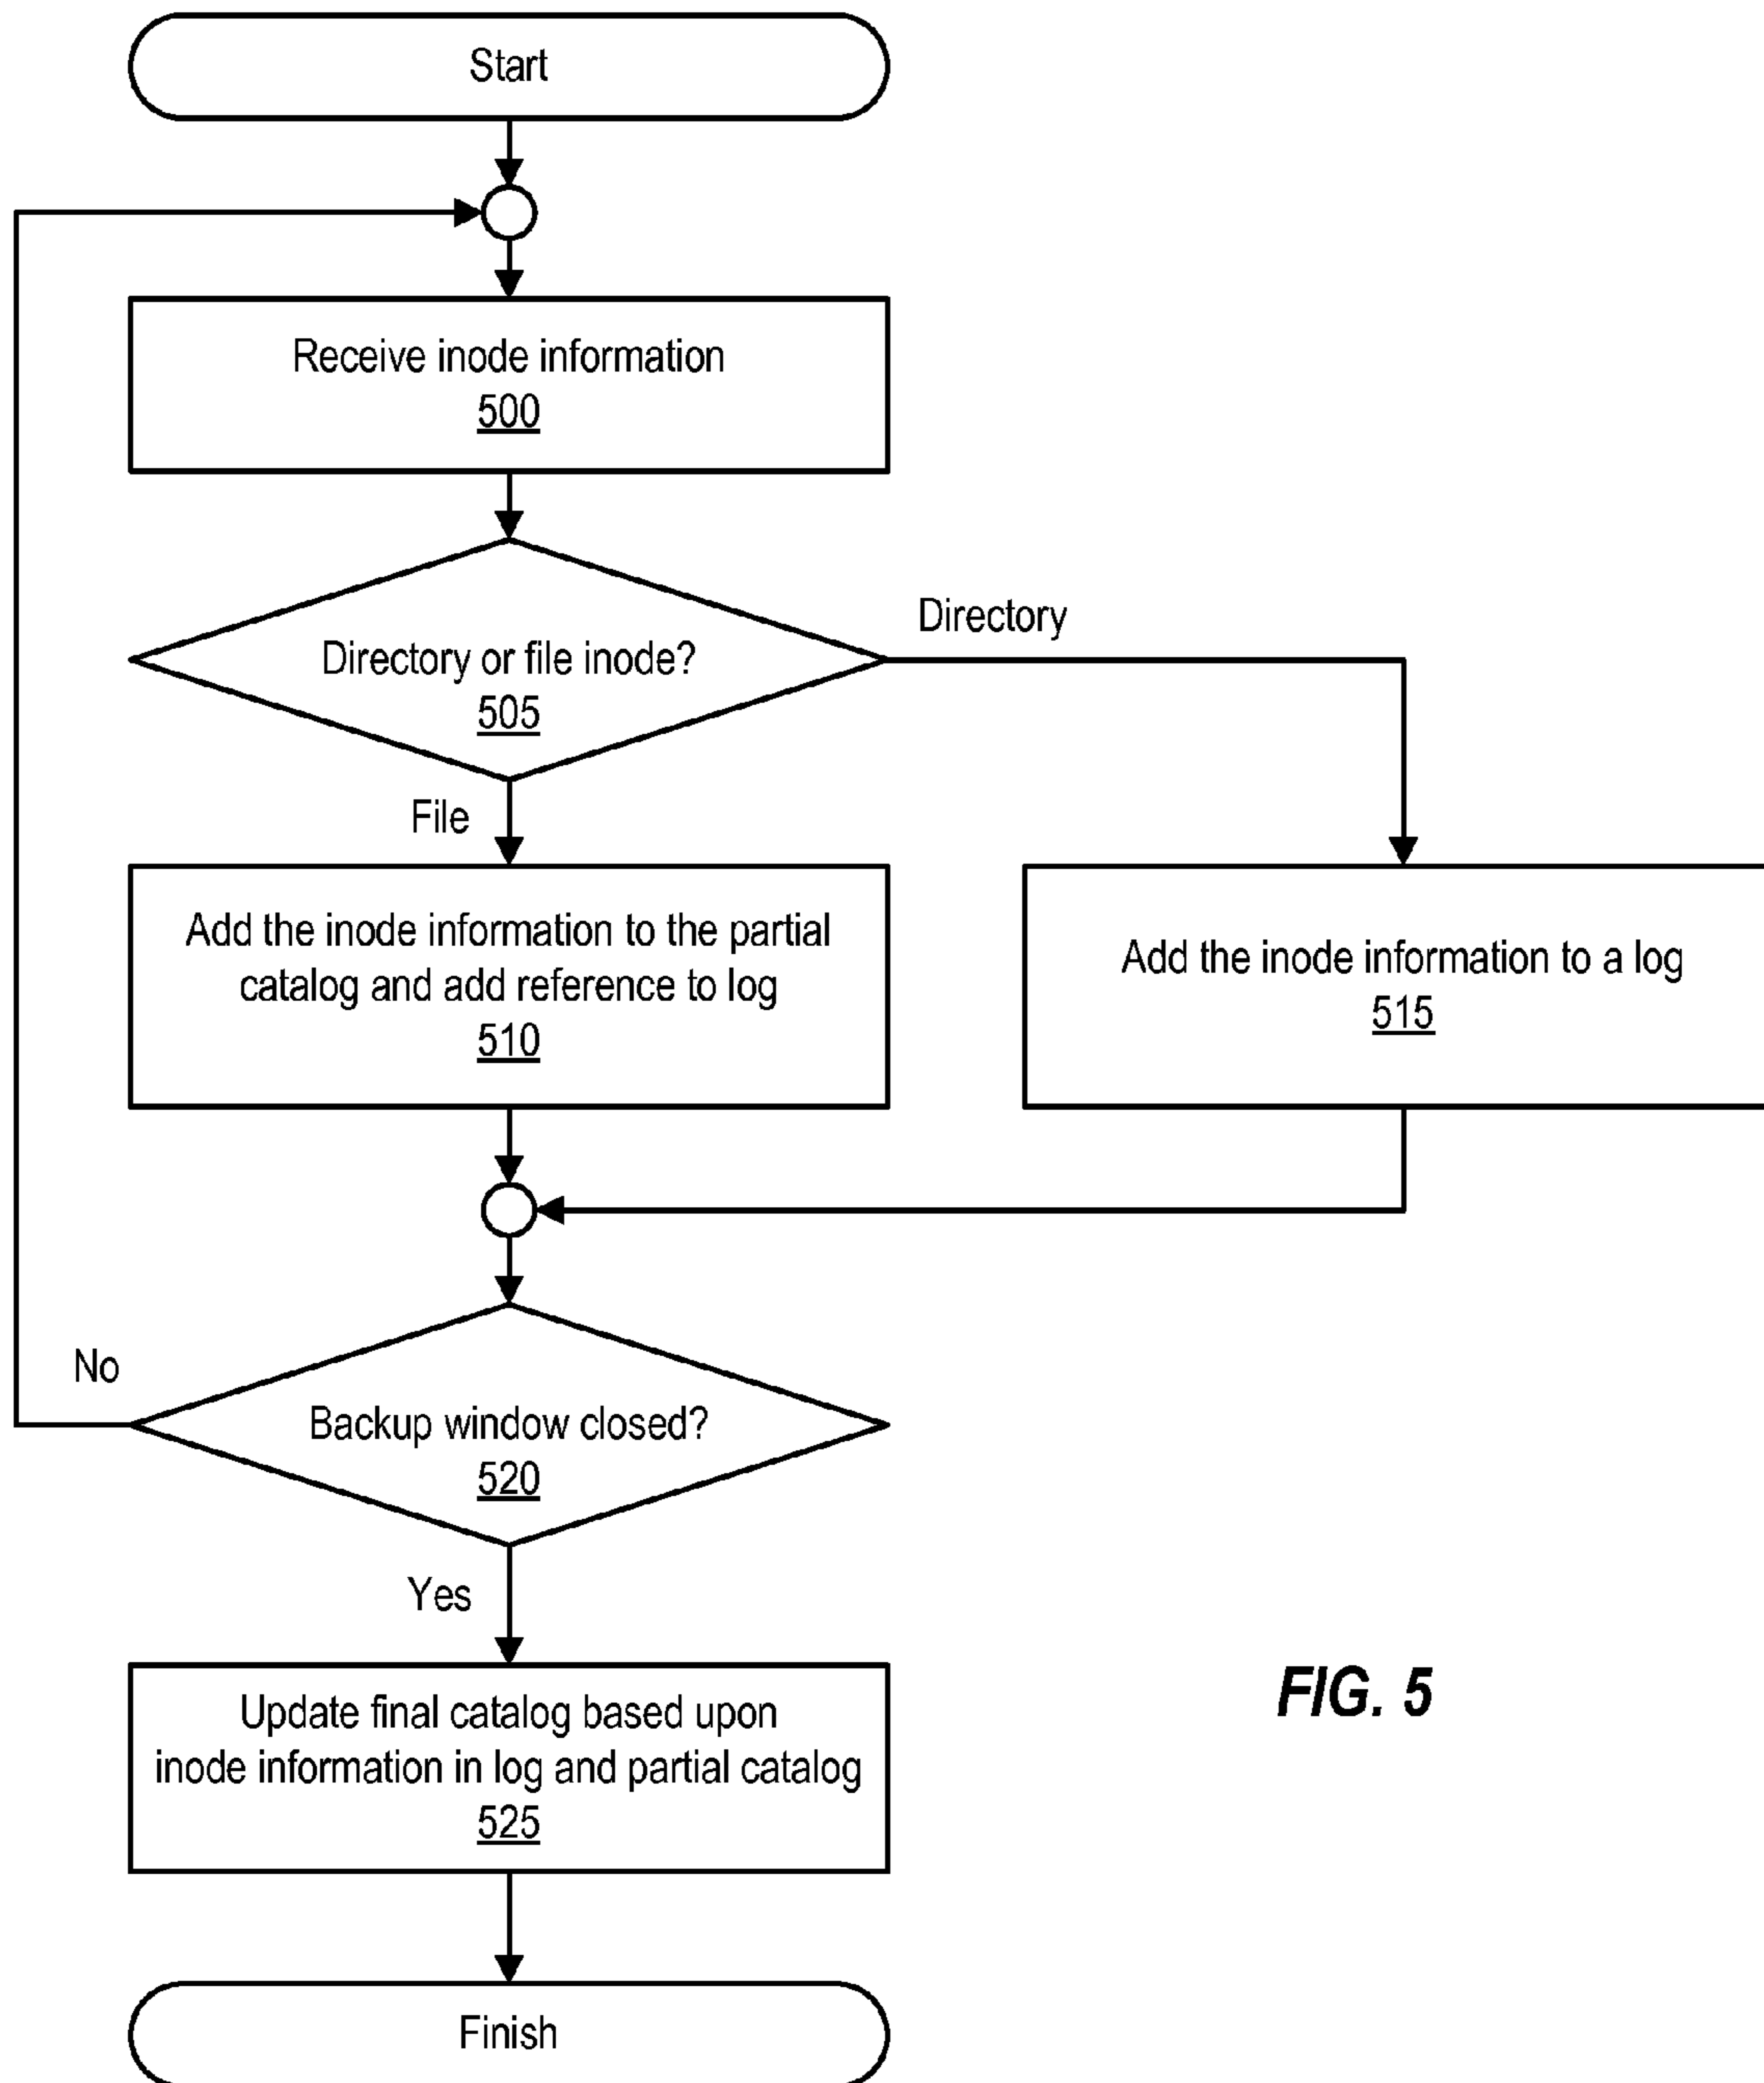 Start
Receive inode information
500
Directory or file inode?
505
Directory
File
Add the inode information to the partial
catalog and add reference to log
510
Add the inode information to a log
515
No
Backup window closed?
520
Yes
Update final catalog based upon
inode information in log and partial catalog
525
FIG. 5
Finish